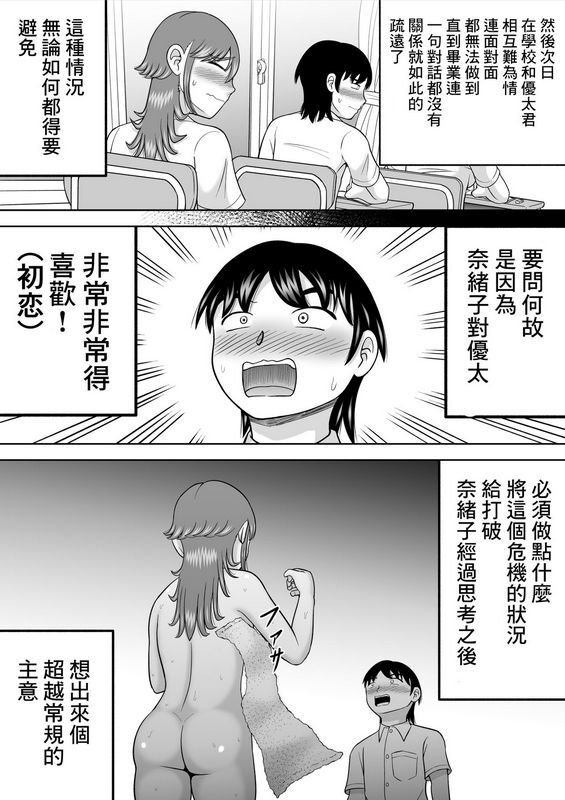 然後次日
在學校和優太君
相互難為情
連面對面
都無法做到
直到畢業連
一句對話都沒有
關係就如此的
疏遠了
這種情況
無論如何都得要
避免
要問何故
是因為
奈緒子對優太
非常非常得
喜歡！
（初恋）
必須做點什麼
將這個危機的狀況
給打破
奈緒子經過思考之後
ファサ
想出來個
超越常規的
主意